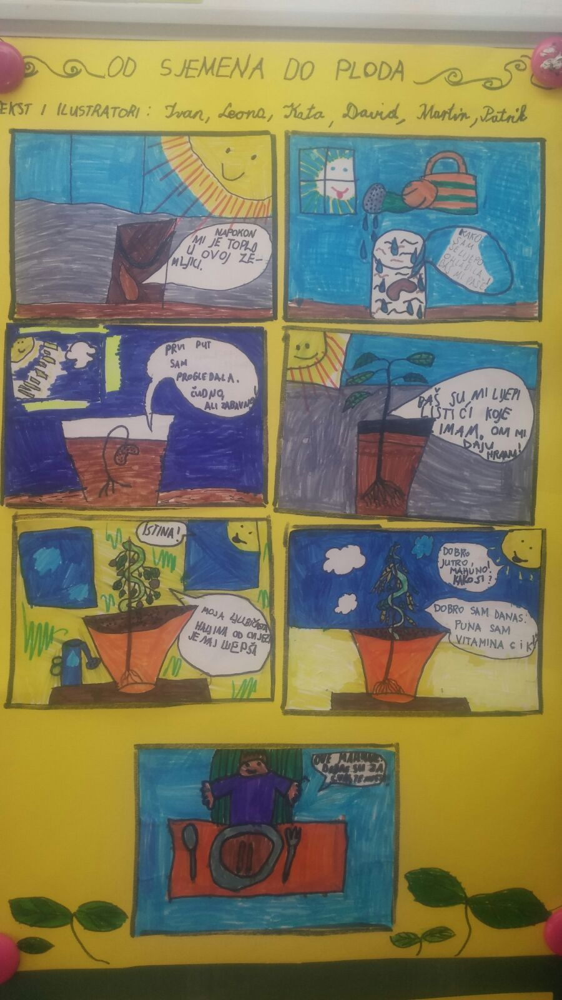 OD SJEMENA DO PLODA
EKST I ILUSTRATORI: Ivan, Leona, Kata, David, Martin, Patrik
NAPOKON
MI JE TOPLO
U OVOJ ZE-
MLJICI.
KAKO
SAM
SE LIJEPO
OHLADILA.
BAŠ MI PAŠE
PRVI PUT
SAM
PROGLEDALA.
ČUDNO,
ALI ZABAVNO!
BAŠ SU MI LIJEPI
LISTIĆI KOJE
IMAM. ONI MI
DAJU
HRANU!
ISTINA!
MOJA LJUBIČASTA
HALJINA OD CVIJEĆA
JE NAJ LJEPŠA
DOBRO
JUTRO,
MAHUNO!
KAKO SI?
DOBRO SAM DANAS.
PUNA SAM
VITAMINA C i K!
OVE MAHUNE
DOBRE SU ZA